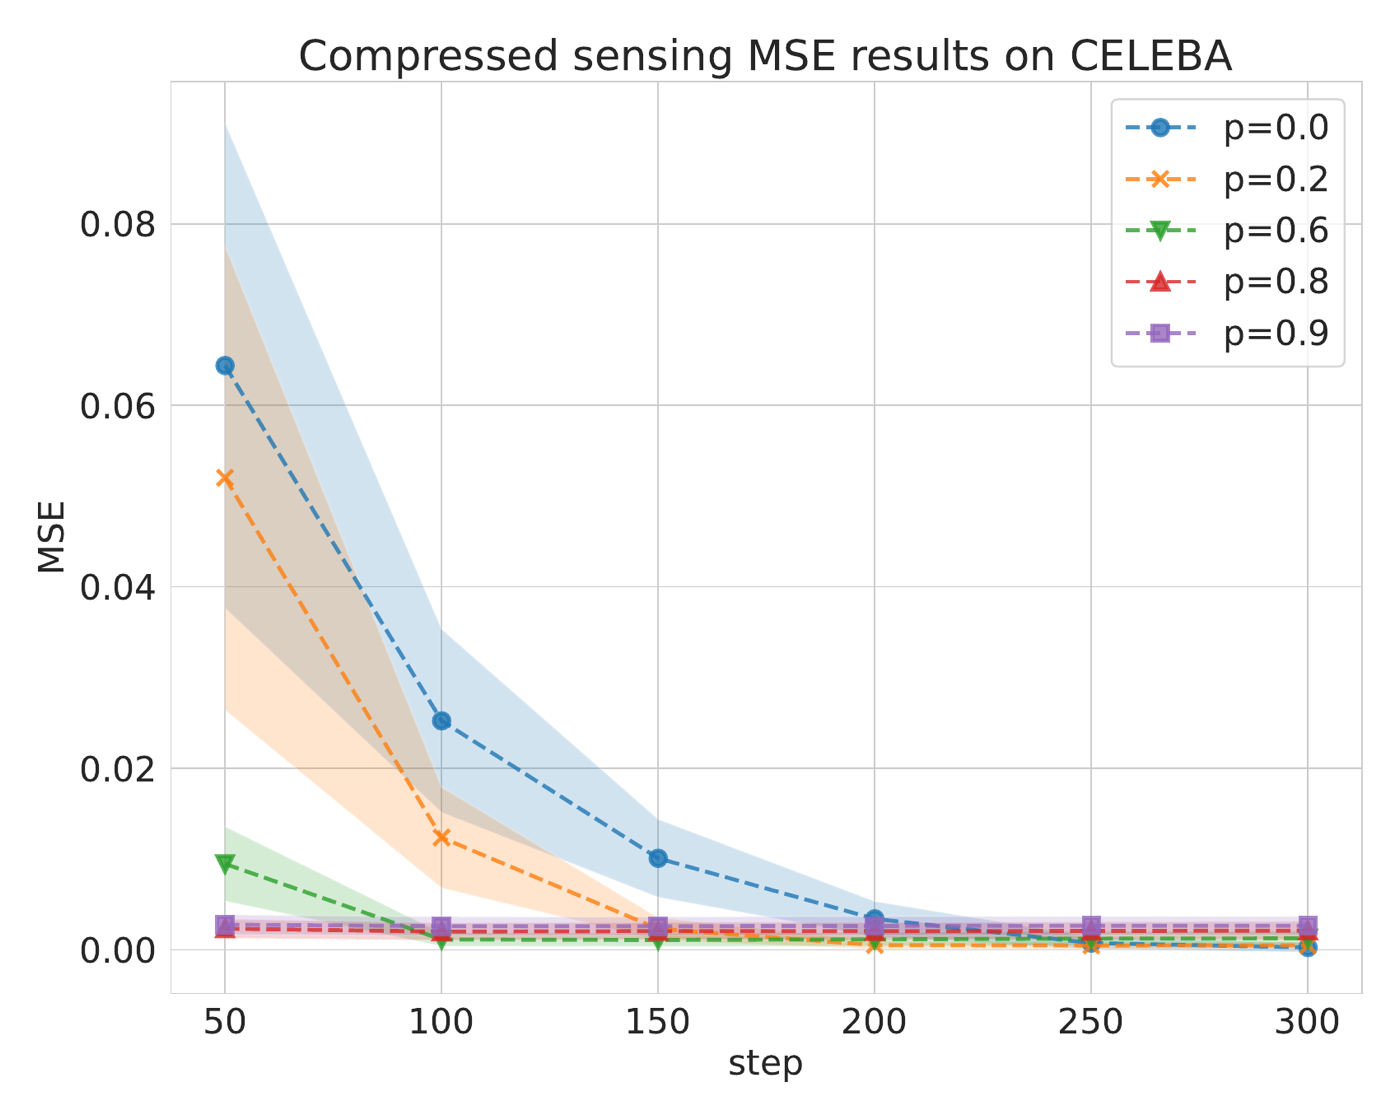 Compressed sensing MSE results on CELEBA
p=0.0
p=0.2
p=0.6
p=0.8
p=0.9
MSE
0.08
0.06
0.04
0.02
0.00
50 100 150 200 250 300
step